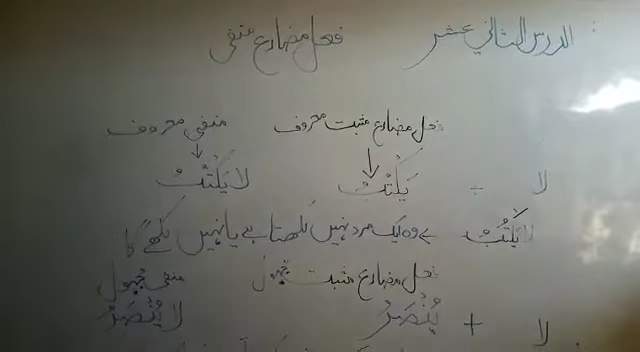 الدرس الثاني عشر فعل مضارع منفی
فعل مضارع مثبت معروف منفی معروف
لا + يَكْتُبُ لا يَكْتُبُ
لا يَكْتُبُ ہے وہ ایک مرد نہیں لکھتا ہے یا نہیں لکھے گا
فعل مضارع مثبت مجہول منفی مجہول
لا + يُنْصَرُ لا يُنْصَرُ